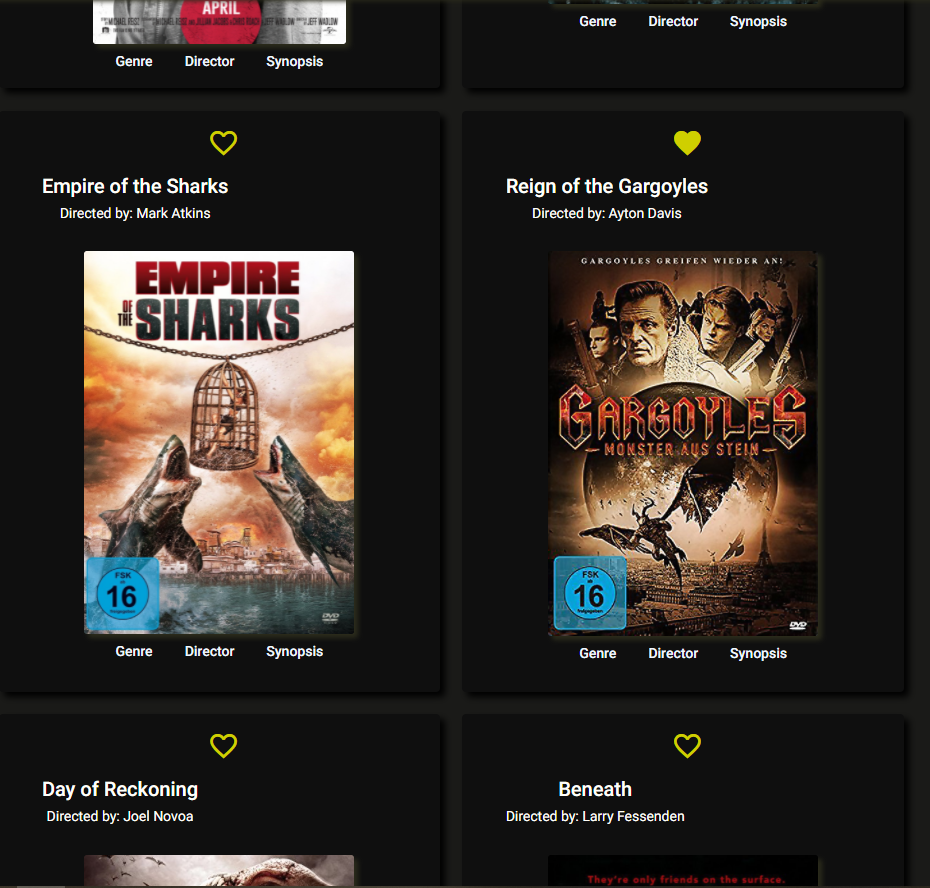 APRIL
Genre Director Synopsis
Genre Director Synopsis
Empire of the Sharks
Directed by: Mark Atkins
EMPIRE
OF THE
SHARKS
FSK
ab
16
freigegeben
DVD
Genre Director Synopsis
Reign of the Gargoyles
Directed by: Ayton Davis
GARGOYLES GREIFEN WIEDER AN!
GARGOYLES
MONSTER AUS STEIN
FSK
ab
16
freigegeben
DVD
Genre Director Synopsis
Day of Reckoning
Directed by: Joel Novoa
Beneath
Directed by: Larry Fessenden
They're only friends on the surface.